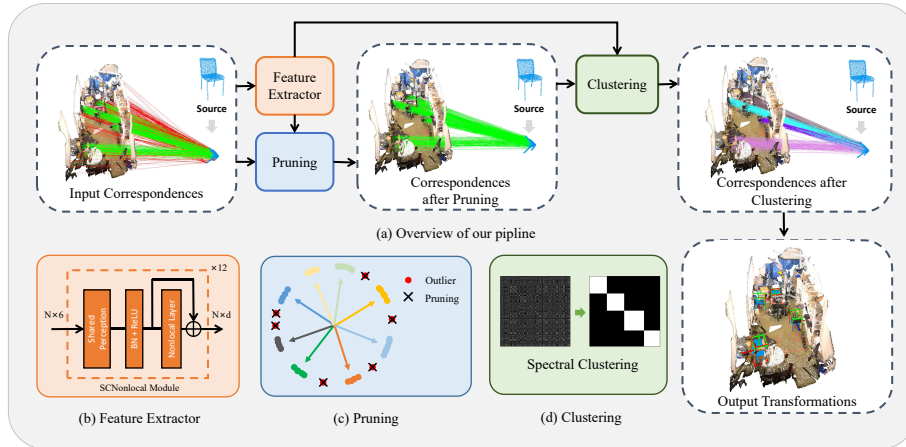 Source
Input Correspondences
Feature
Extractor
Pruning
Source
Correspondences
after Pruning
Clustering
Source
Correspondences after
Clustering
(a) Overview of our pipline
×12
N×6
Shared
Perception
BN + ReLU
Nonlocal Layer
N×d
SCNonlocal Module
(b) Feature Extractor
Outlier
Pruning
(c) Pruning
Spectral Clustering
(d) Clustering
Output Transformations